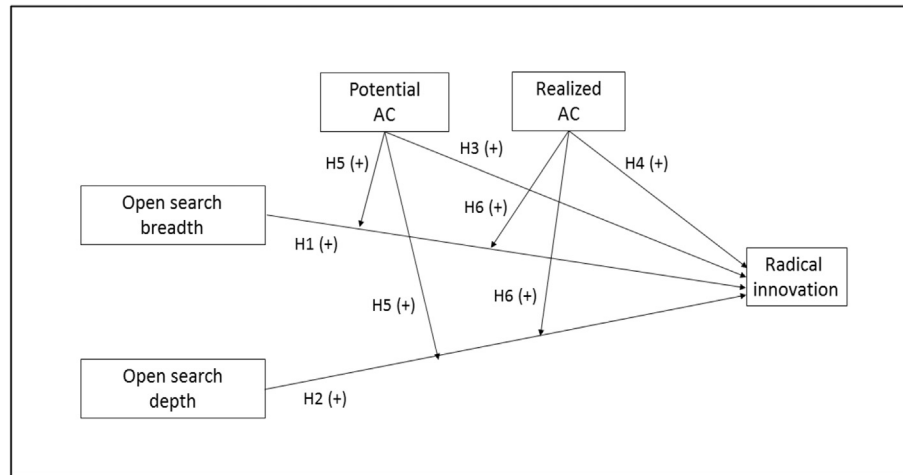 Potential
AC
Realized
AC
H3 (+)
H5 (+)
H4 (+)
Open search
breadth
H6 (+)
H1 (+)
Radical
innovation
H5 (+)
H6 (+)
Open search
depth
H2 (+)